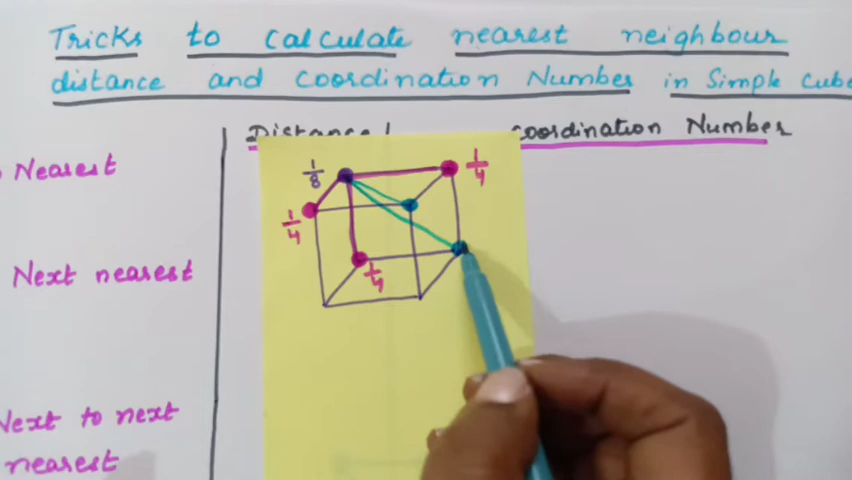 Tricks to calculate nearest neighbour
distance and coordination Number in Simple Cube
Distance coordination Number
Nearest
Next nearest
Next to next
nearest
1/8
1/4
1/4
1/4